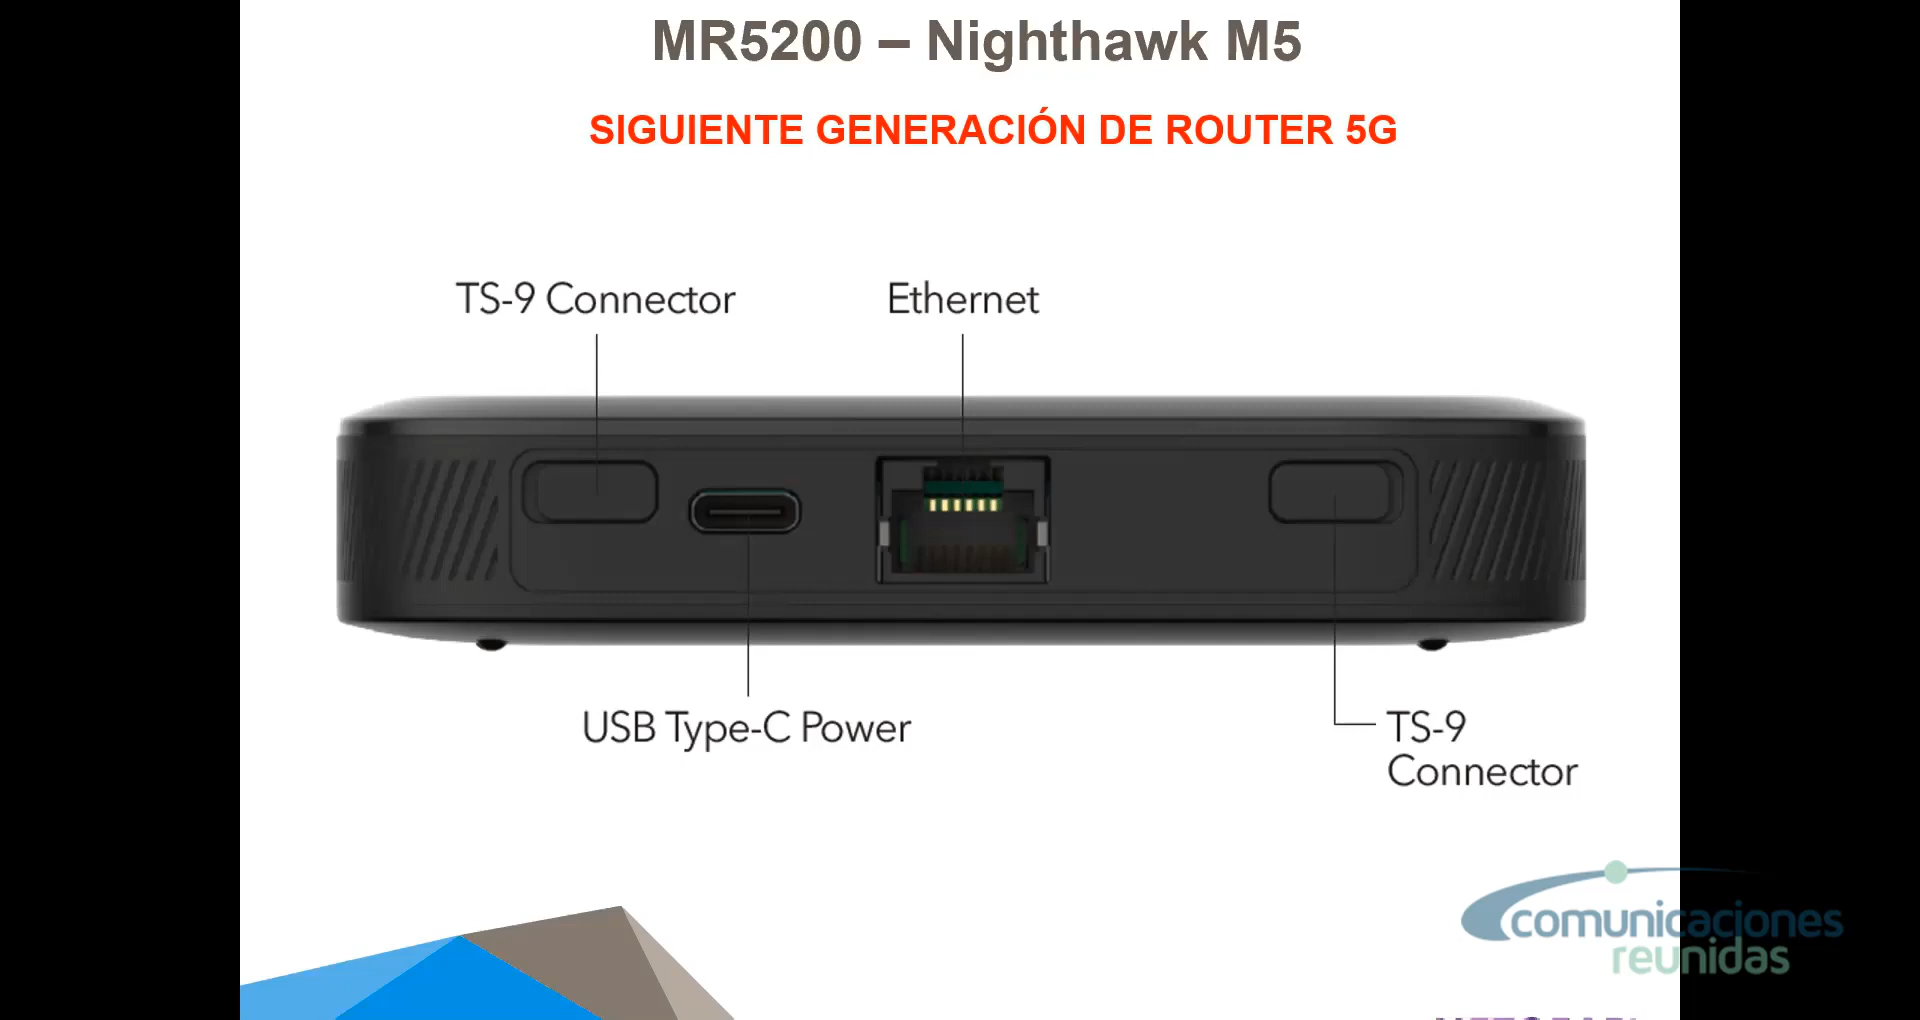 MR5200 – Nighthawk M5
SIGUIENTE GENERACIÓN DE ROUTER 5G
TS-9 Connector
Ethernet
USB Type-C Power
TS-9
Connector
comunicaciones
reunidas